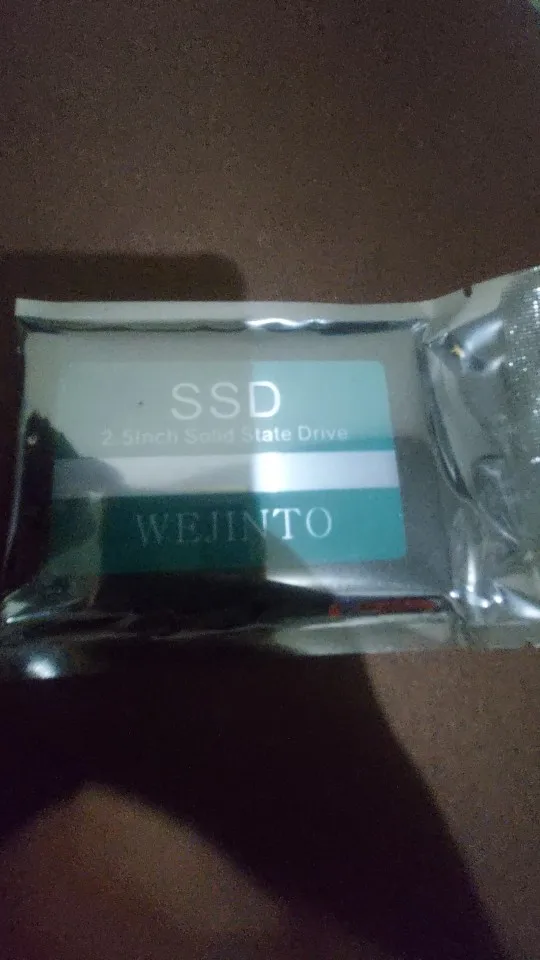 SSD
2.5Inch Solid State Drive
WEJINTO